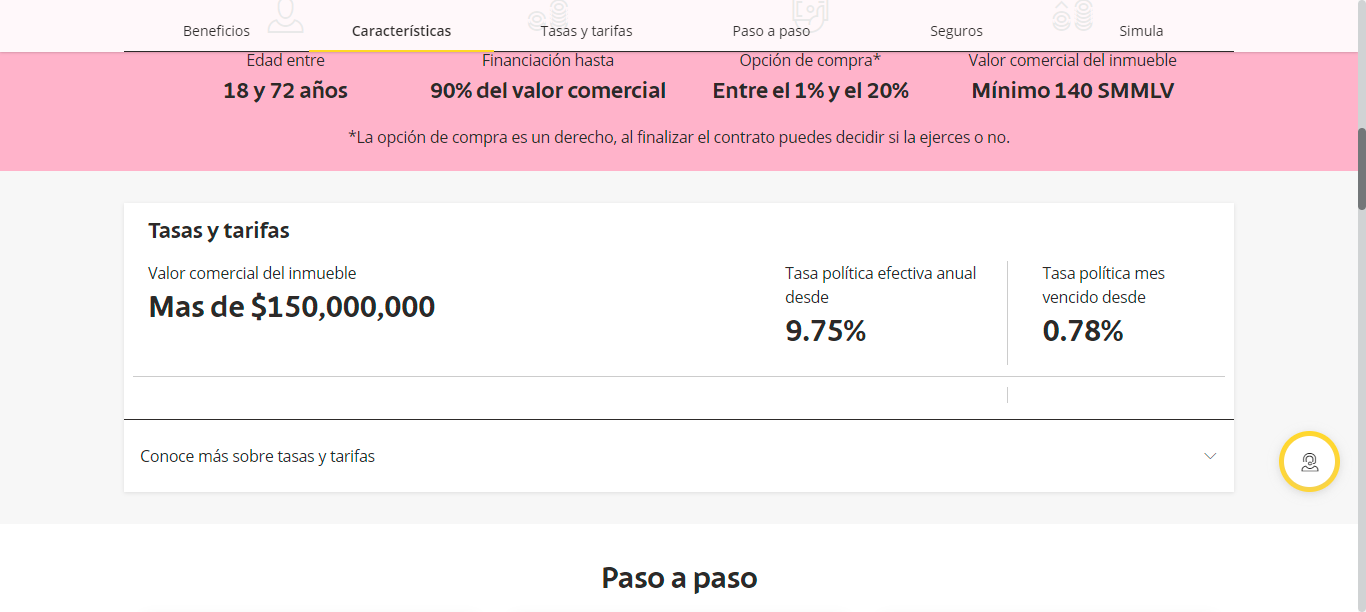 Beneficios
Características
Tasas y tarifas
Paso a paso
Seguros
Simula
Edad entre
18 y 72 años
Financiación hasta
90% del valor comercial
Opción de compra*
Entre el 1% y el 20%
Valor comercial del inmueble
Mínimo 140 SMMLV
*La opción de compra es un derecho, al finalizar el contrato puedes decidir si la ejerces o no.
Tasas y tarifas
Valor comercial del inmueble
Mas de $150,000,000
Tasa política efectiva anual
desde
9.75%
Tasa política mes
vencido desde
0.78%
Conoce más sobre tasas y tarifas
Paso a paso